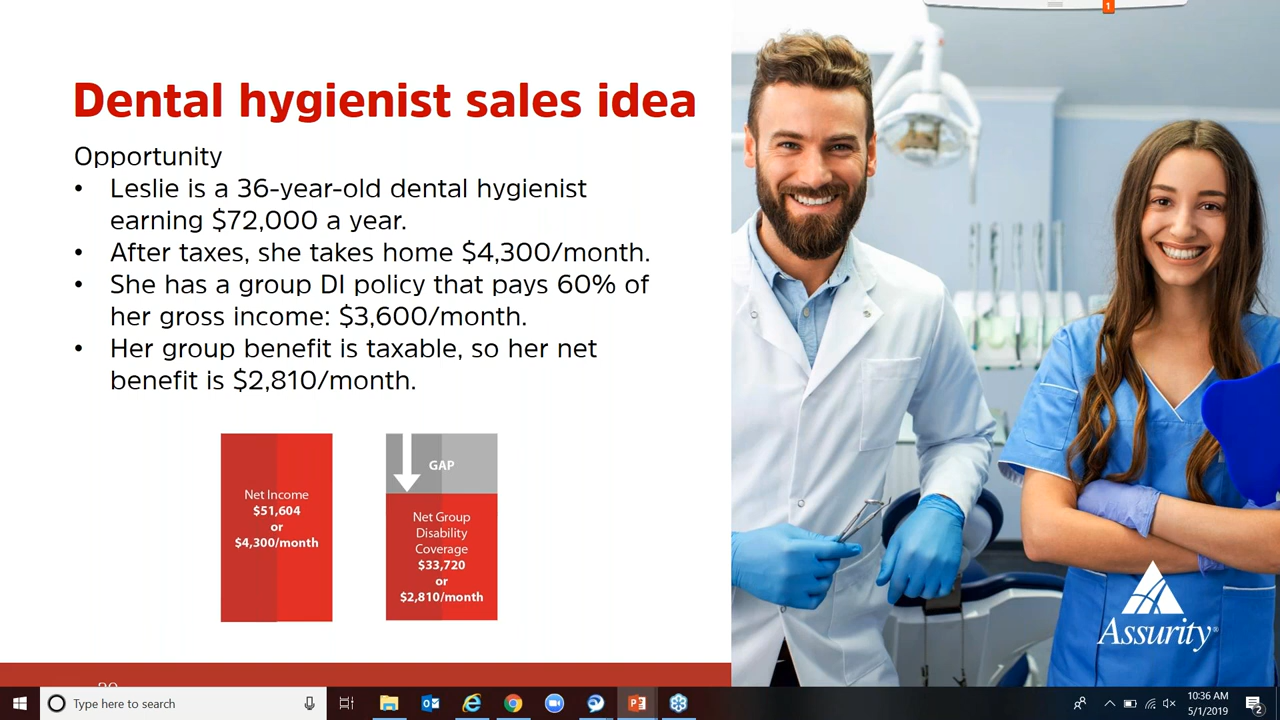 1
Dental hygienist sales idea
Opportunity
• Leslie is a 36-year-old dental hygienist
earning $72,000 a year.
• After taxes, she takes home $4,300/month.
• She has a group DI policy that pays 60% of
her gross income: $3,600/month.
• Her group benefit is taxable, so her net
benefit is $2,810/month.
Net Income
$51,604
or
$4,300/month
GAP
Net Group
Disability
Coverage
$33,720
or
$2,810/month
Assurity®
Type here to search
10:36 AM
5/1/2019
2